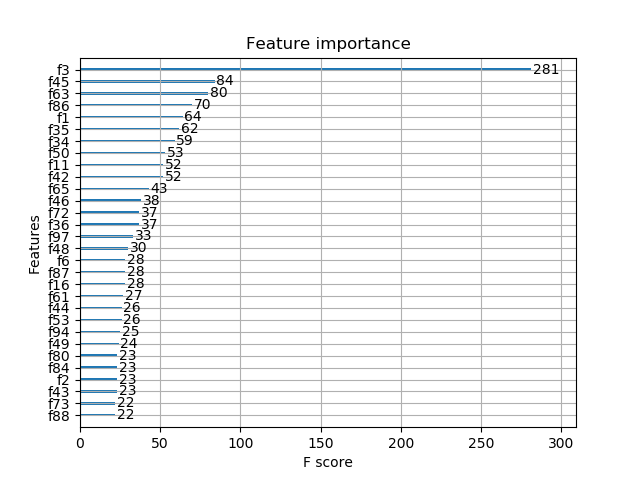 Feature importance
f3 281
f45 84
f63 80
f86 70
f1 64
f35 62
f34 59
f50 53
f11 52
f42 52
f65 43
f46 38
f72 37
f36 37
f97 33
f48 30
f6 28
f87 28
f16 28
f61 27
f44 26
f53 26
f94 25
f49 24
f80 23
f84 23
f2 23
f43 23
f73 22
f88 22
Features
0 50 100 150 200 250 300
F score